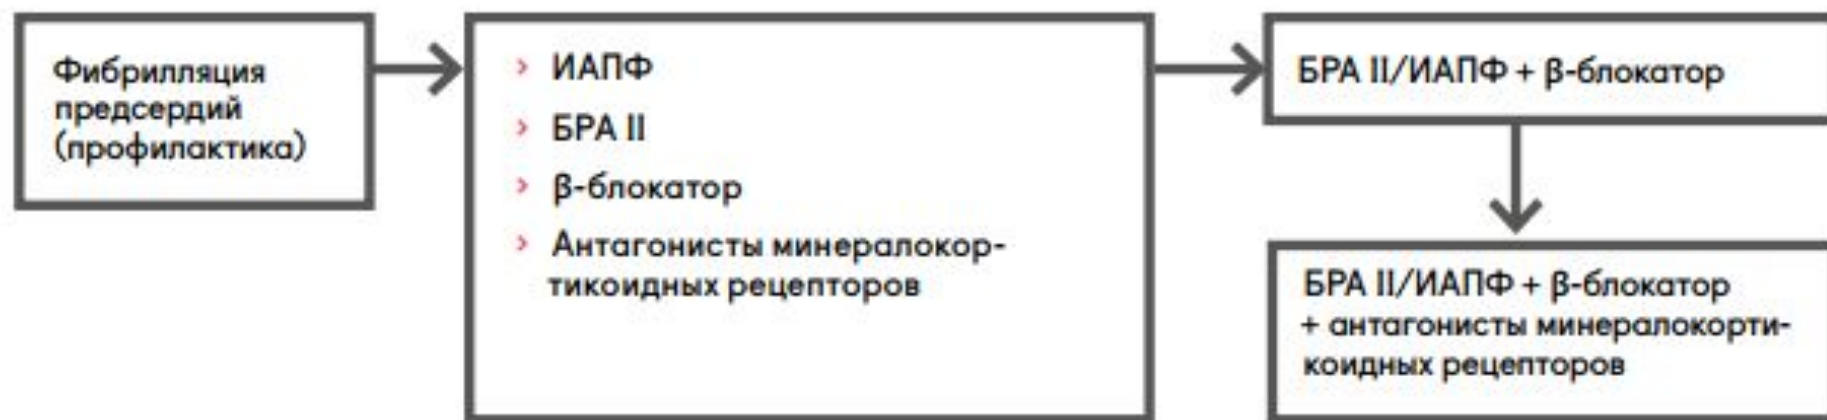 Фибрилляция
предсердий
(профилактика)
› ИАПФ
› БРА II
› β-блокатор
› Антагонисты минералокор-
тикоидных рецепторов
БРА II/ИАПФ + β-блокатор
БРА II/ИАПФ + β-блокатор
+ антагонисты минералокорти-
коидных рецепторов